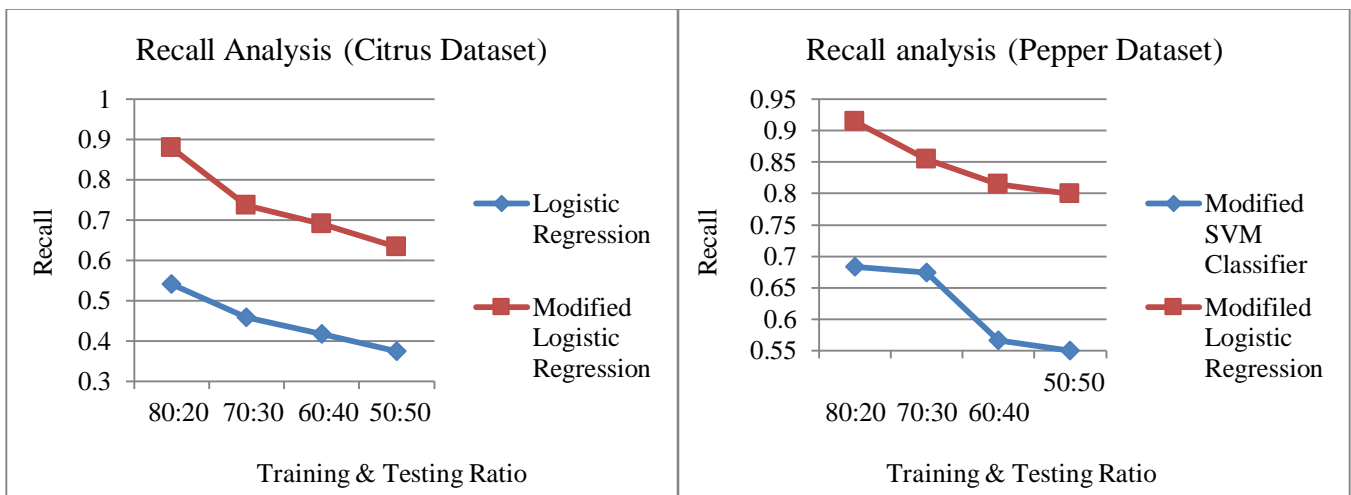 Recall Analysis (Citrus Dataset)
1
0.9
0.8
0.7
0.6
0.5
0.4
0.3
Recall
80:20 70:30 60:40 50:50
Training & Testing Ratio
Logistic
Regression
Modified
Logistic
Regression
Recall analysis (Pepper Dataset)
0.95
0.9
0.85
0.8
0.75
0.7
0.65
0.6
0.55
Recall
50:50
80:20 70:30 60:40
Training & Testing Ratio
Modified
SVM
Classifier
Modifiled
Logistic
Regression